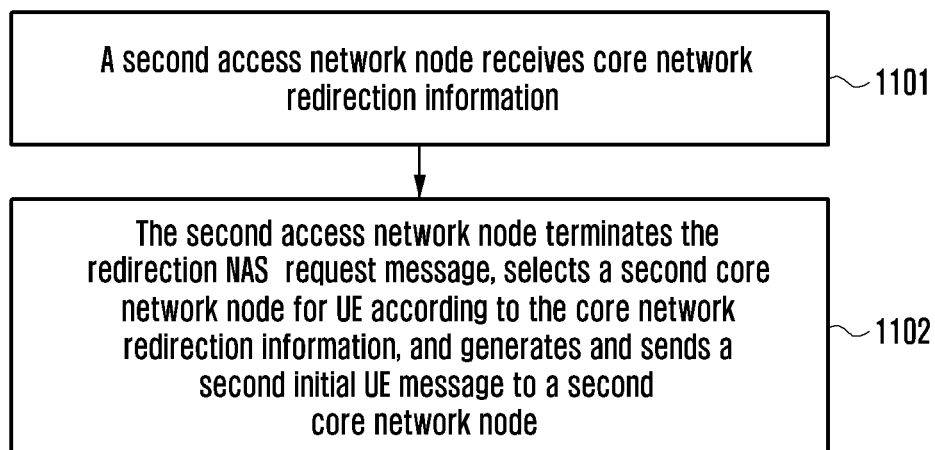 A second access network node receives core network
redirection information
1101
The second access network node terminates the
redirection NAS request message, selects a second core
network node for UE according to the core network
redirection information, and generates and sends a
second initial UE message to a second
core network node
1102